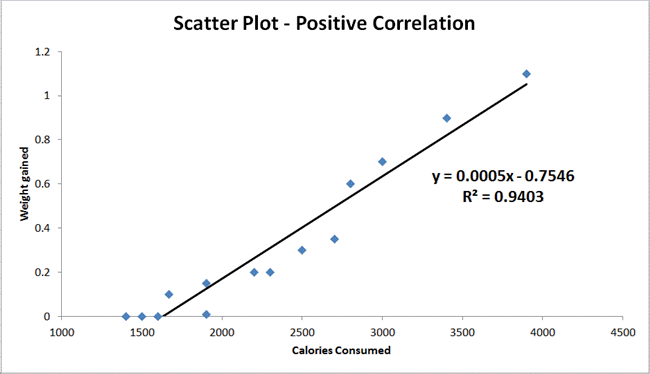 Scatter Plot - Positive Correlation
1.2
1
0.8
0.6
0.4
0.2
0
Weight gained
y = 0.0005x - 0.7546
R² = 0.9403
1000 1500 2000 2500 3000 3500 4000 4500
Calories Consumed